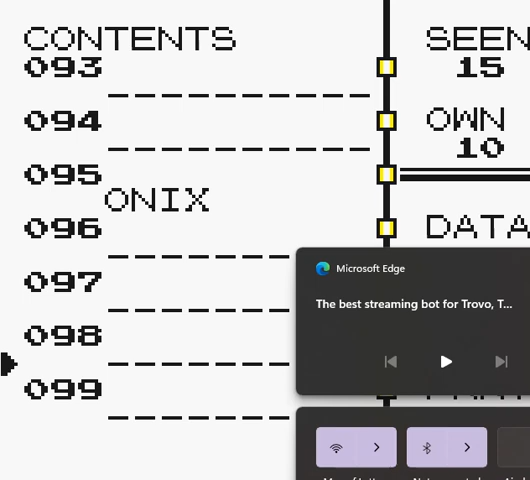 CONTENTS
093
094
095
ONIX
096
097
098
099
SEEN
15
OWN
10
DATA
Microsoft Edge
The best streaming bot for Trovo, T...